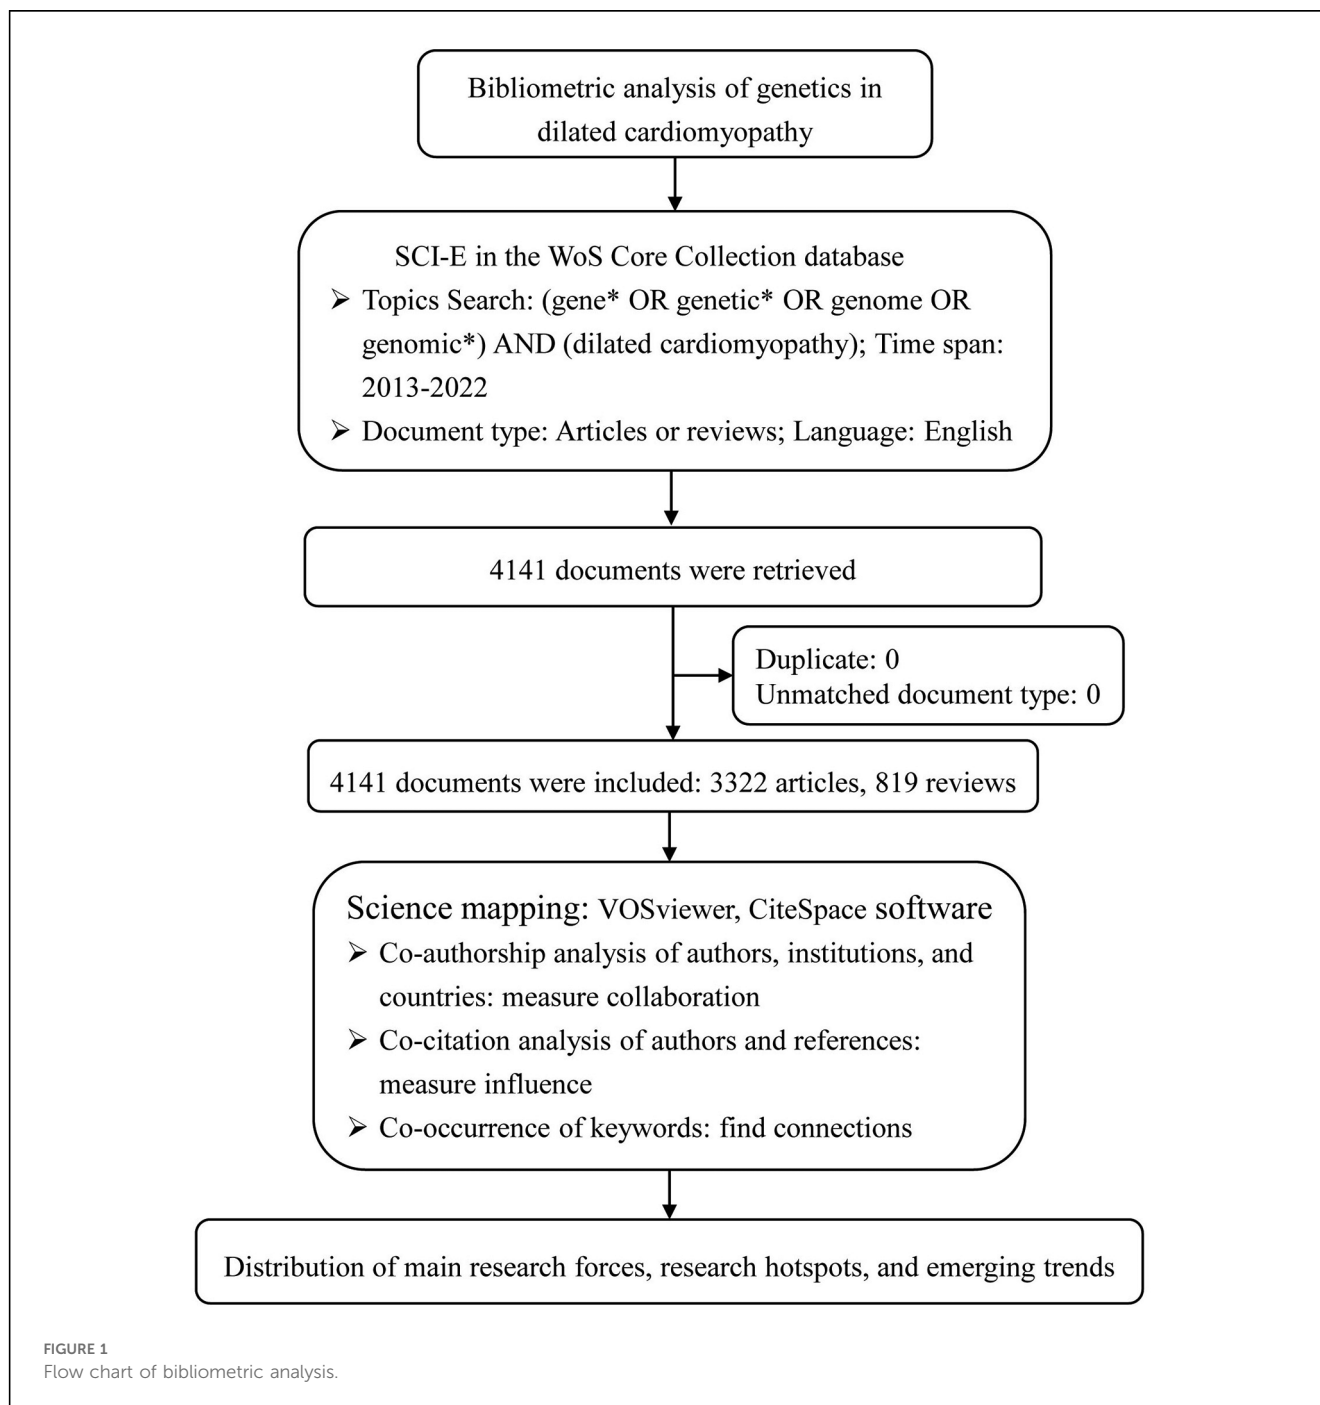 Bibliometric analysis of genetics in
dilated cardiomyopathy
SCI-E in the WoS Core Collection database
➢ Topics Search: (gene* OR genetic* OR genome OR
genomic*) AND (dilated cardiomyopathy); Time span:
2013-2022
➢ Document type: Articles or reviews; Language: English
4141 documents were retrieved
Duplicate: 0
Unmatched document type: 0
4141 documents were included: 3322 articles, 819 reviews
Science mapping: VOSviewer, CiteSpace software
➢ Co-authorship analysis of authors, institutions, and
countries: measure collaboration
➢ Co-citation analysis of authors and references:
measure influence
➢ Co-occurrence of keywords: find connections
Distribution of main research forces, research hotspots, and emerging trends
FIGURE 1
Flow chart of bibliometric analysis.